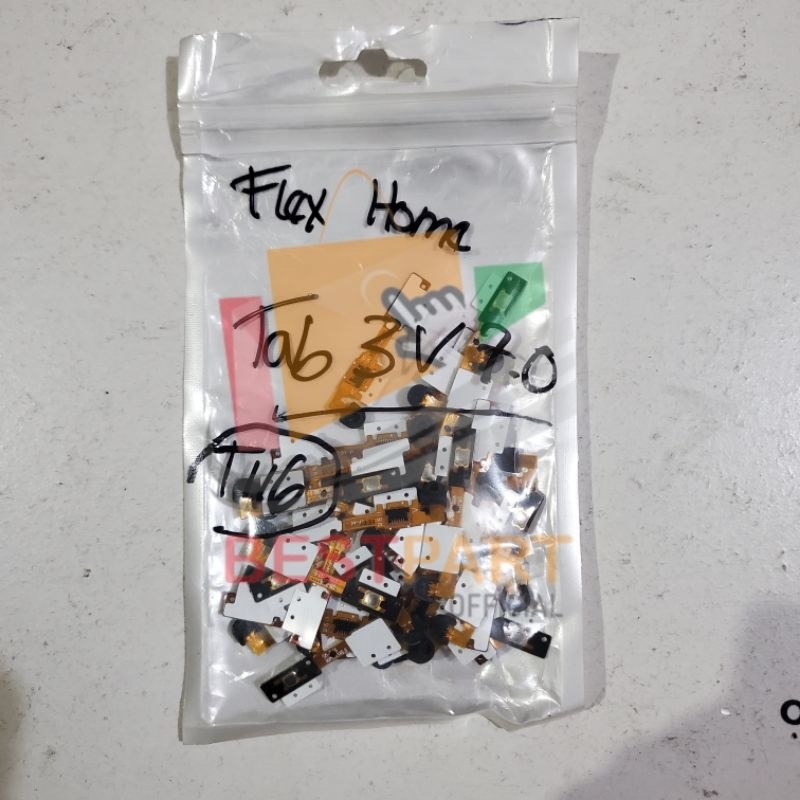 Flex Home
Tab 3 V 7.0
T116
BESTPART
OFFICIAL